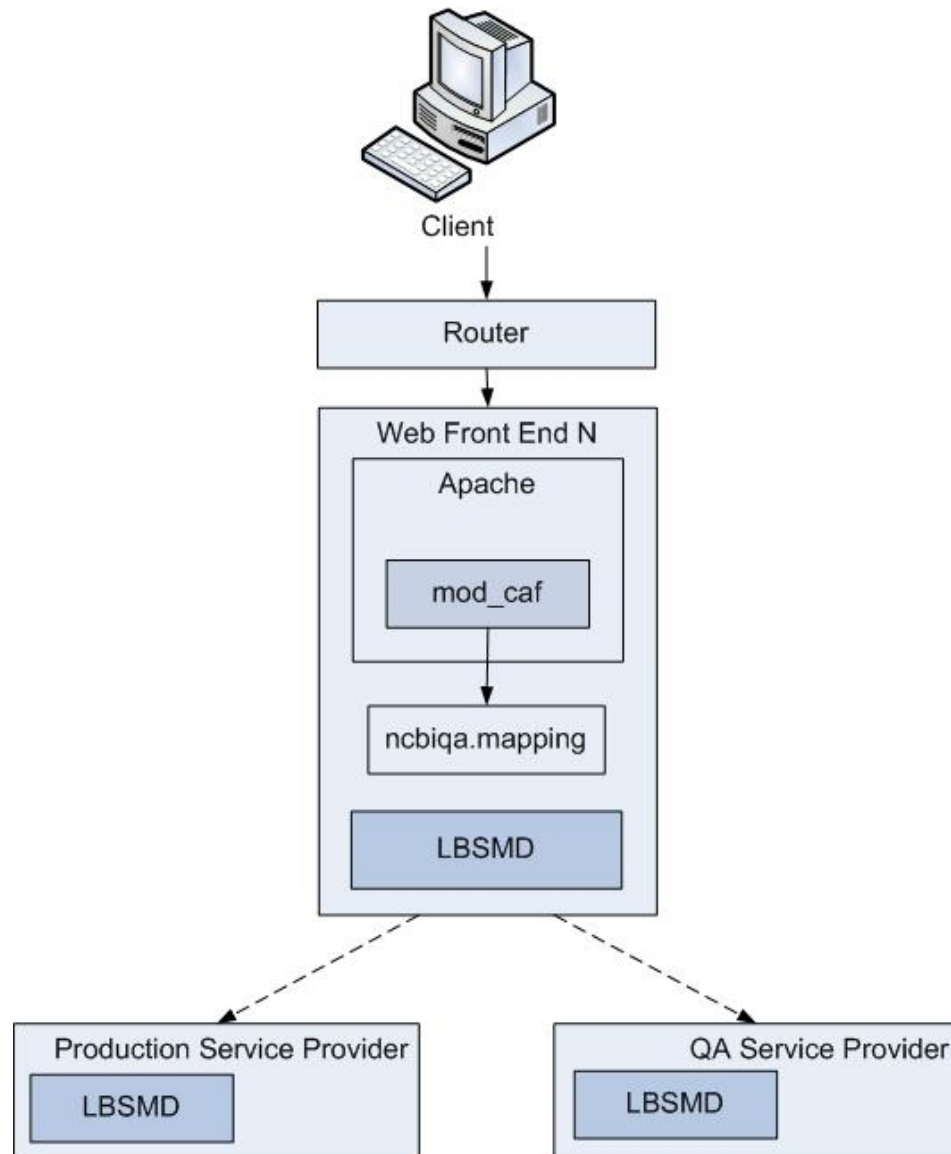 Client
Router
Web Front End N
Apache
mod_caf
ncbiqa.mapping
LBSMD
Production Service Provider
LBSMD
QA Service Provider
LBSMD